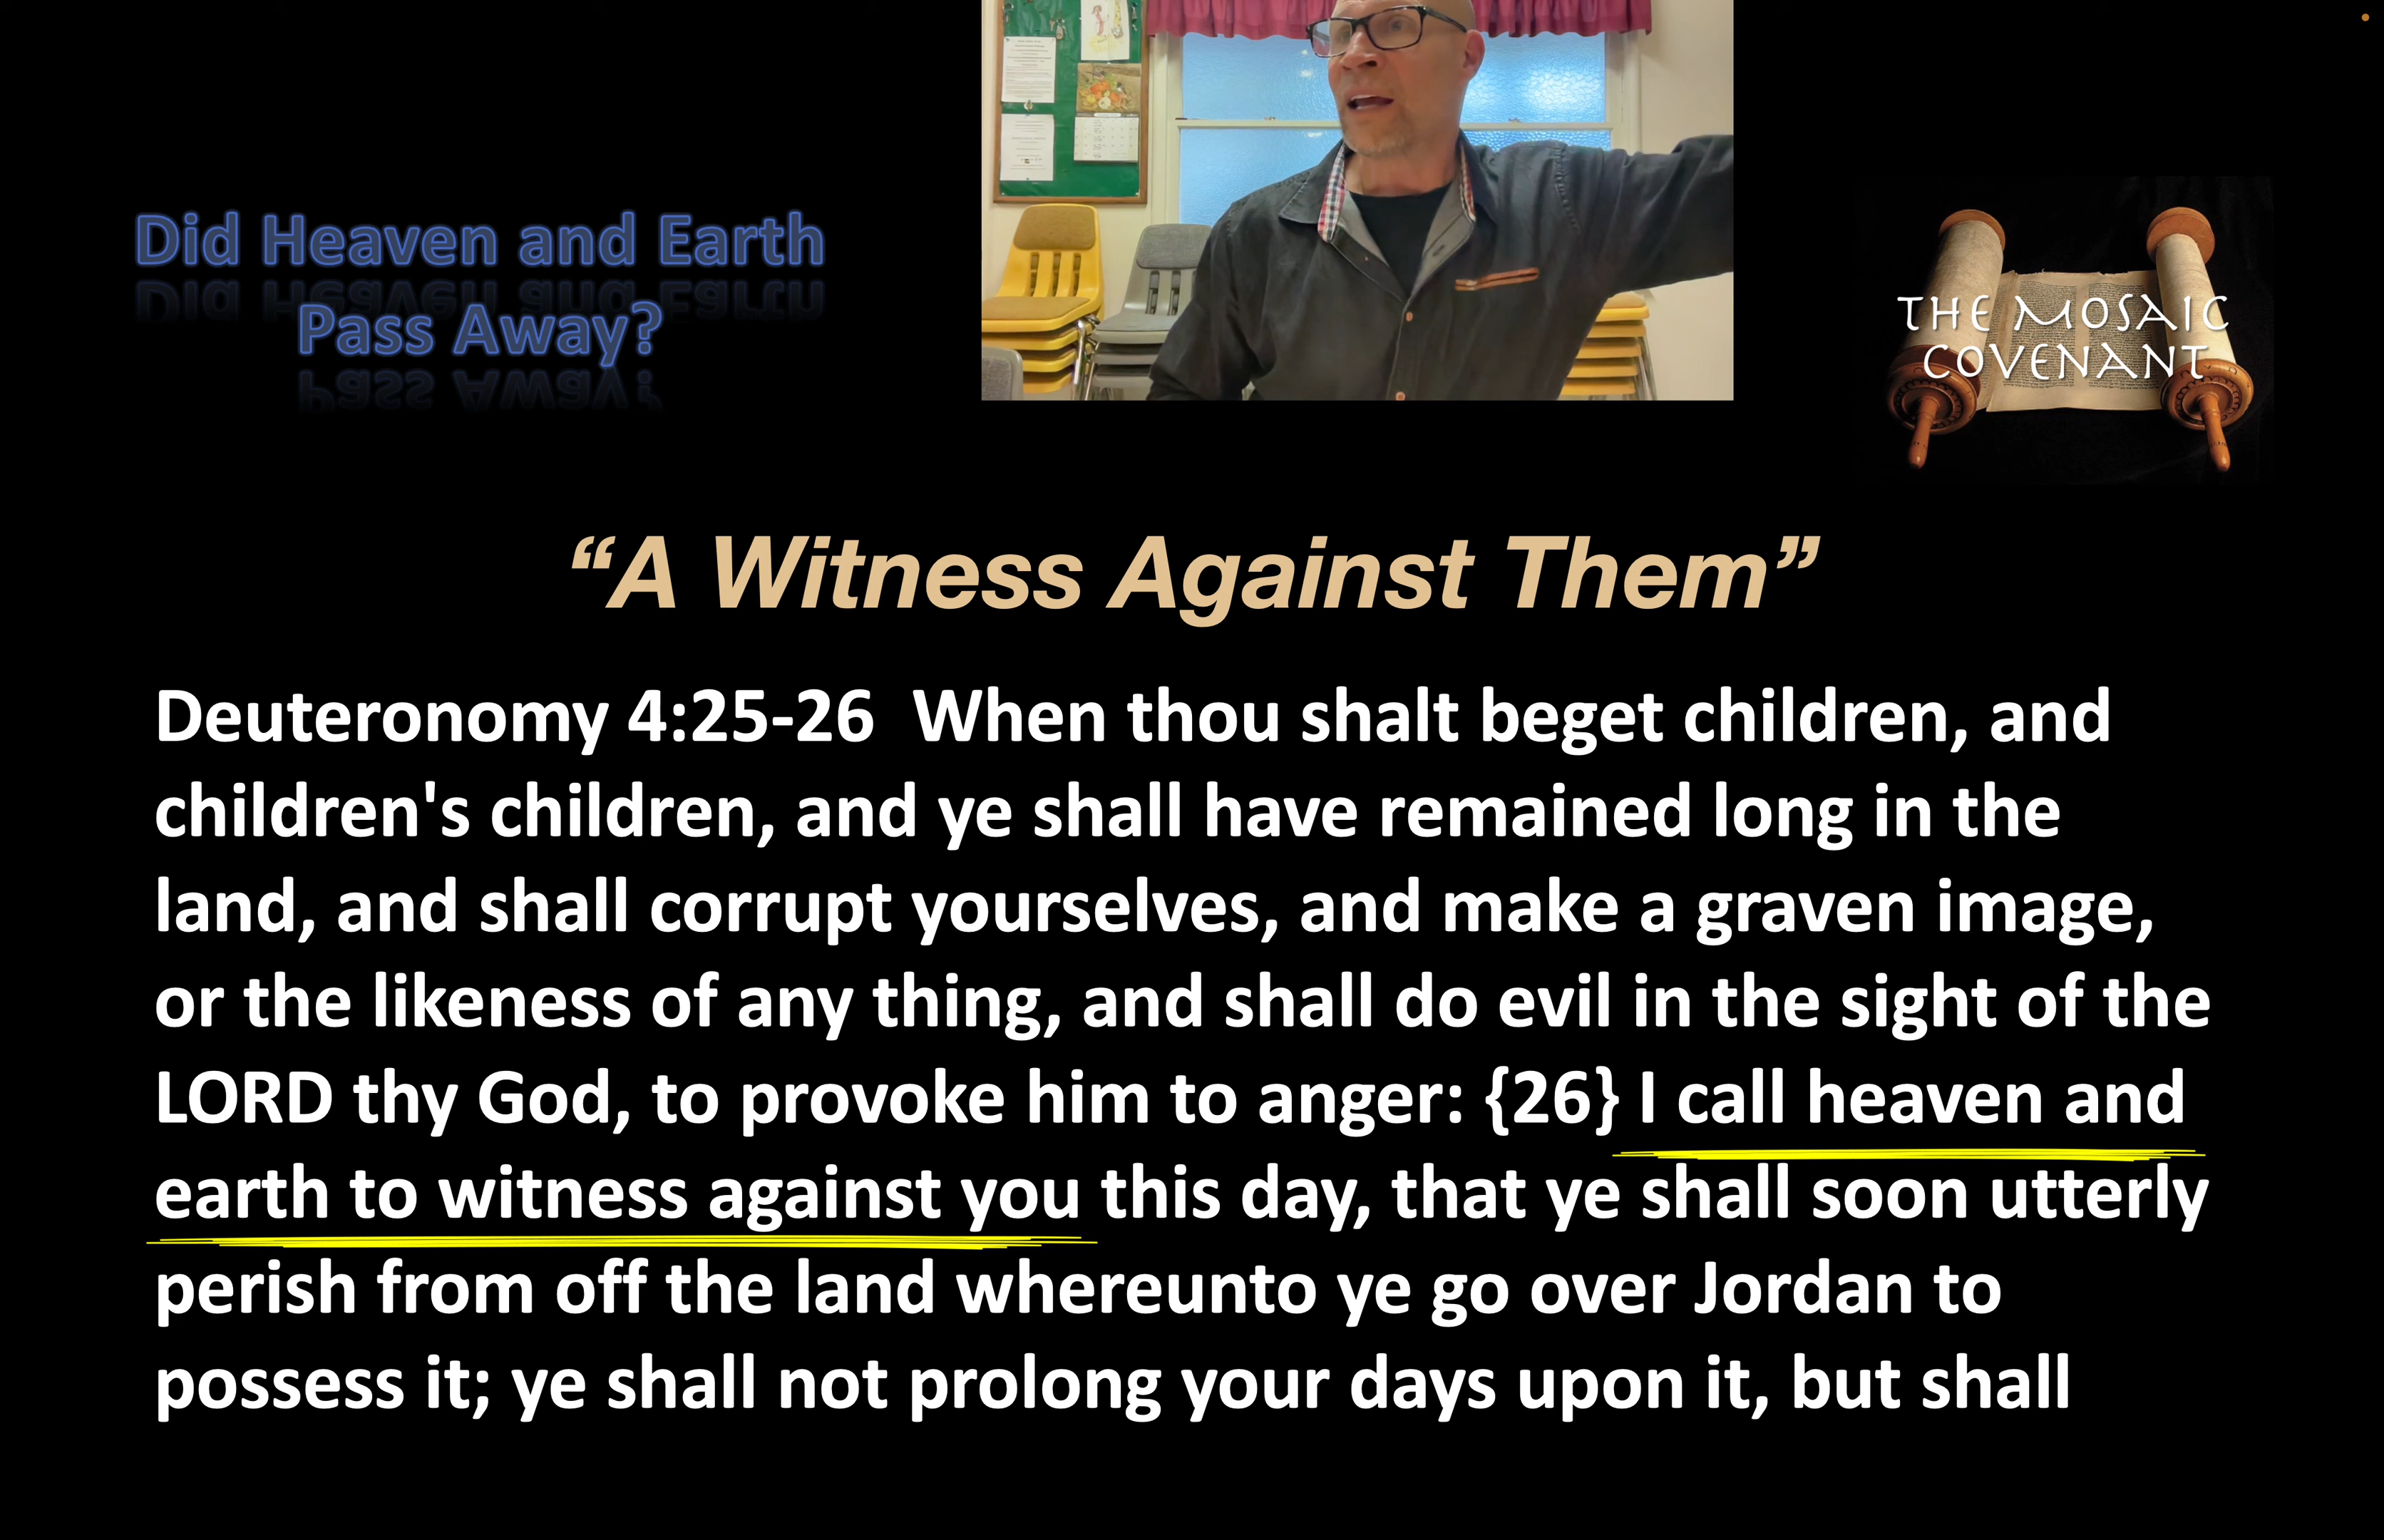 Did Heaven and Earth
Pass Away?
THE MOSAIC
COVENANT
“A Witness Against Them”
Deuteronomy 4:25-26  When thou shalt beget children, and
children's children, and ye shall have remained long in the
land, and shall corrupt yourselves, and make a graven image,
or the likeness of any thing, and shall do evil in the sight of the
LORD thy God, to provoke him to anger: {26} I call heaven and
earth to witness against you this day, that ye shall soon utterly
perish from off the land whereunto ye go over Jordan to
possess it; ye shall not prolong your days upon it, but shall